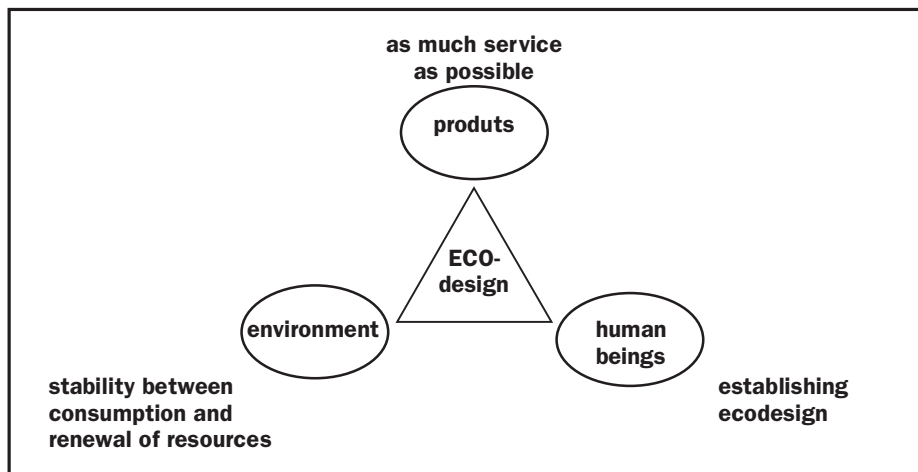 as much service
as possible
produts
ECO-
design
environment
human
beings
stability between
consumption and
renewal of resources
establishing
ecodesign